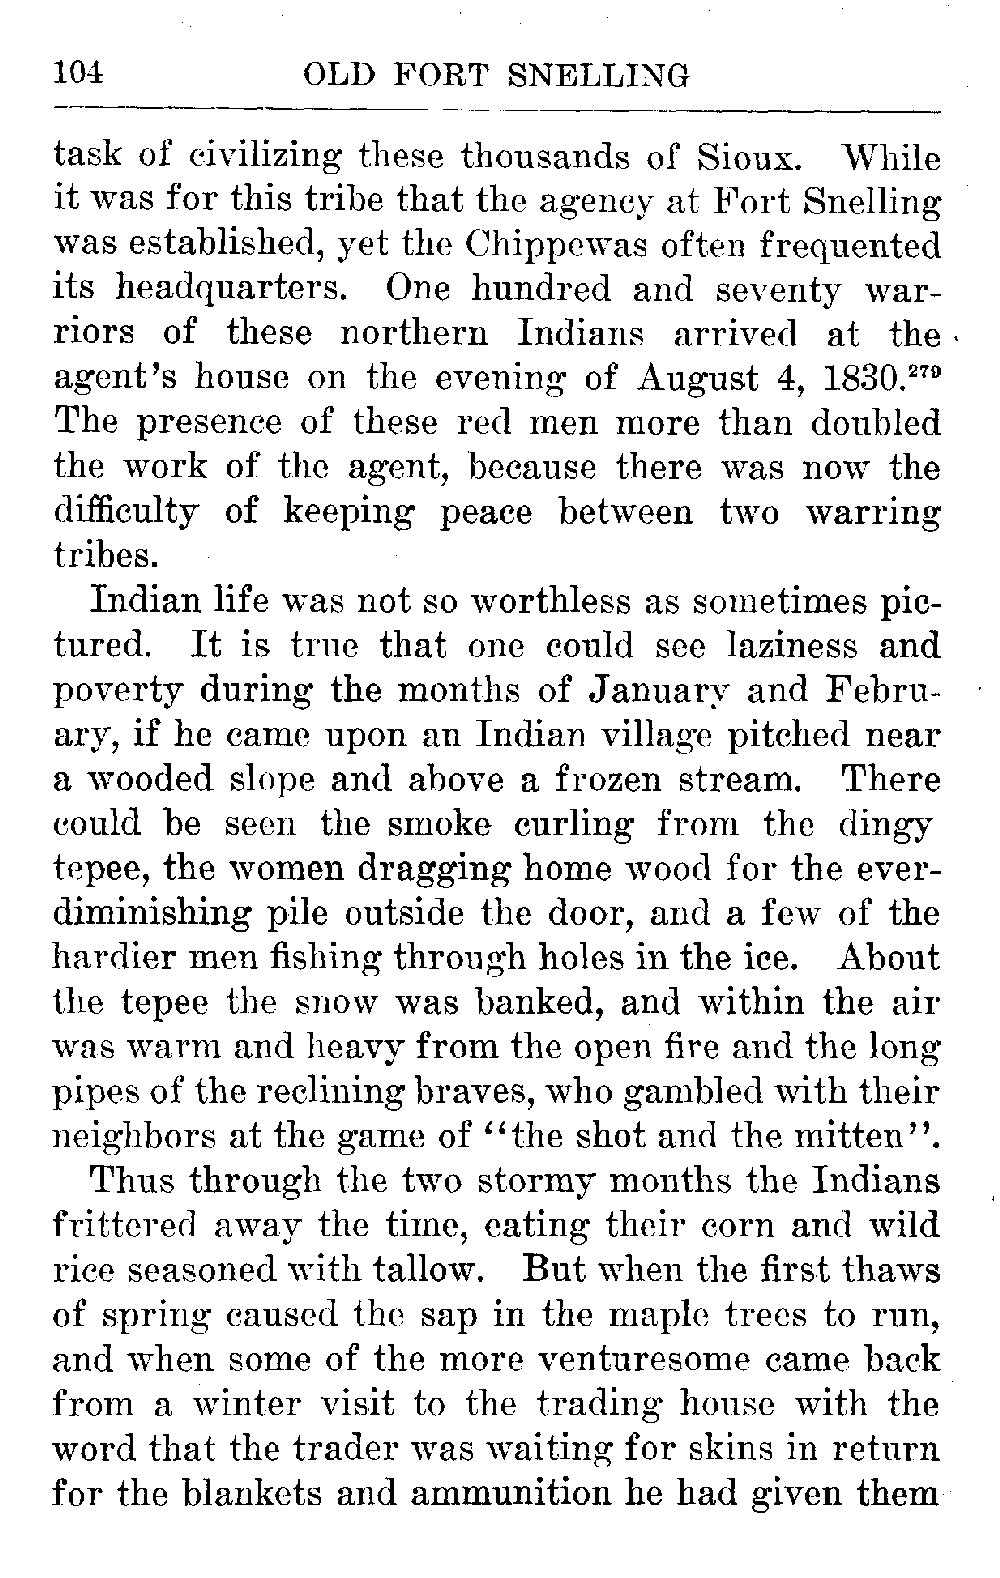 104 OLD FORT SNELLING
task of civilizing these thousands of Sioux. While
it was for this tribe that the agency at Fort Snelling
was established, yet the Chippewas often frequented
its headquarters. One hundred and seventy war-
riors of these northern Indians arrived at the
agent's house on the evening of August 4, 1830.²⁷⁹
The presence of these red men more than doubled
the work of the agent, because there was now the
difficulty of keeping peace between two warring
tribes.
Indian life was not so worthless as sometimes pic-
tured. It is true that one could see laziness and
poverty during the months of January and Febru-
ary, if he came upon an Indian village pitched near
a wooded slope and above a frozen stream. There
could be seen the smoke curling from the dingy
tepee, the women dragging home wood for the ever-
diminishing pile outside the door, and a few of the
hardier men fishing through holes in the ice. About
the tepee the snow was banked, and within the air
was warm and heavy from the open fire and the long
pipes of the reclining braves, who gambled with their
neighbors at the game of "the shot and the mitten".
Thus through the two stormy months the Indians
frittered away the time, eating their corn and wild
rice seasoned with tallow. But when the first thaws
of spring caused the sap in the maple trees to run,
and when some of the more venturesome came back
from a winter visit to the trading house with the
word that the trader was waiting for skins in return
for the blankets and ammunition he had given them